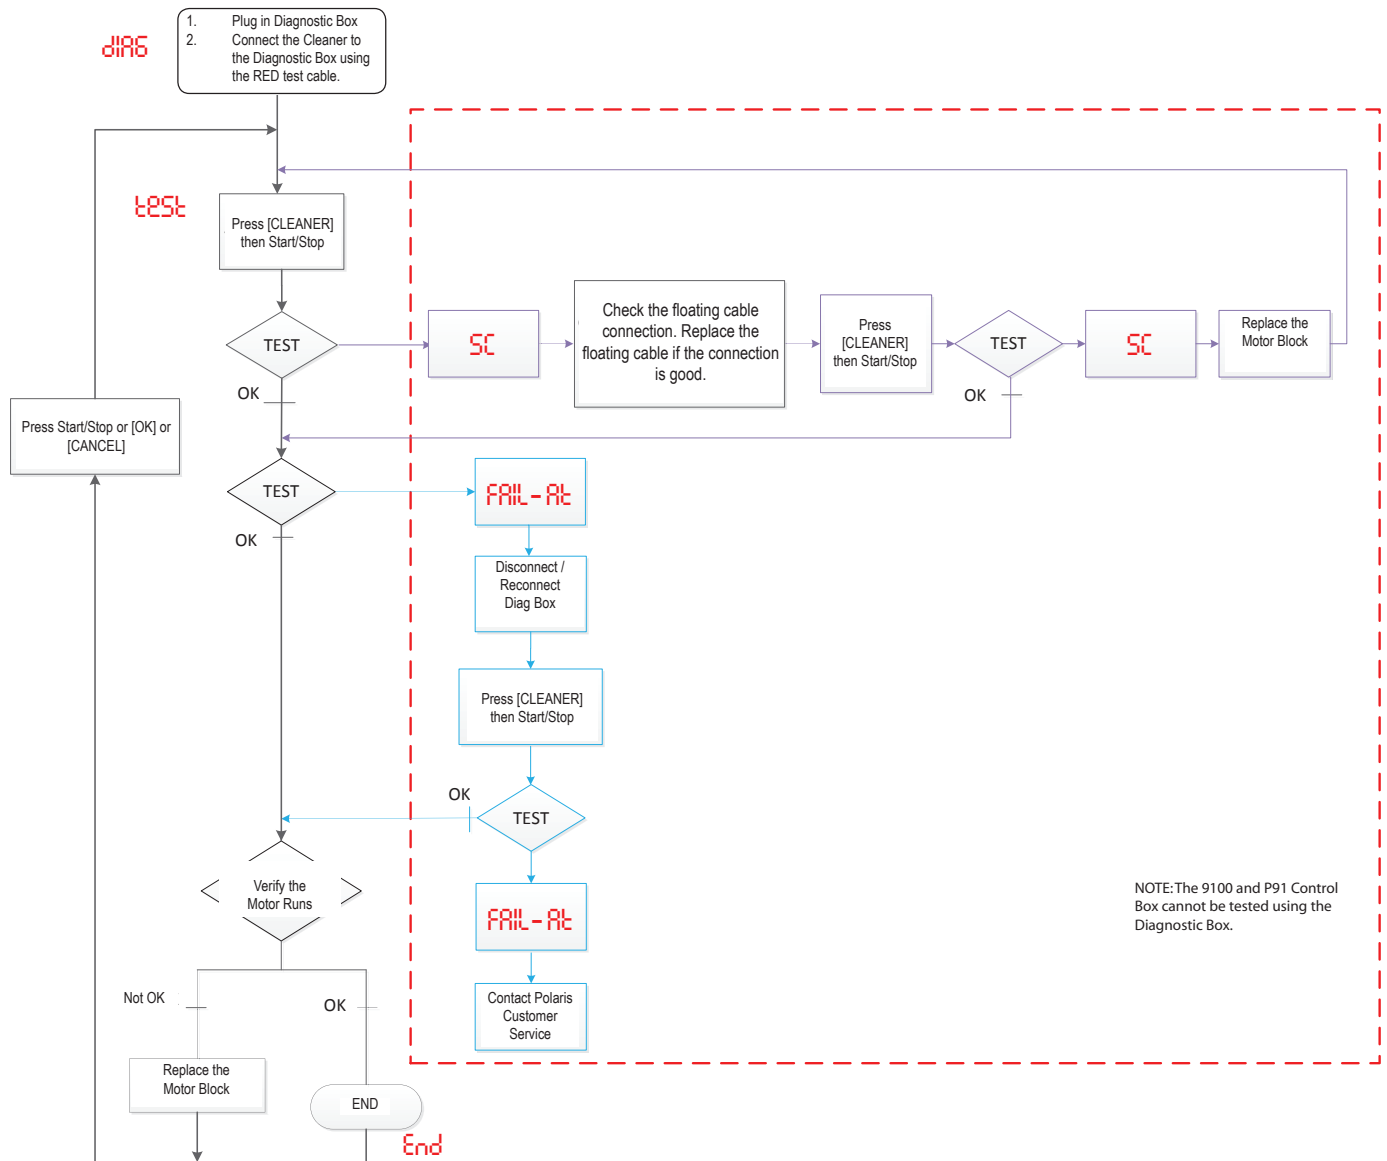 1. Plug in Diagnostic Box
2. Connect the Cleaner to
the Diagnostic Box using
the RED test cable.
dIAG
tESt
Press [CLEANER]
then Start/Stop
TEST
SC
Check the floating cable
connection. Replace the
floating cable if the connection
is good.
Press
[CLEANER]
then Start/Stop
TEST
SC
Replace the
Motor Block
OK
OK
Press Start/Stop or [OK] or
[CANCEL]
TEST
FAIL-At
OK
Disconnect /
Reconnect
Diag Box
Press [CLEANER]
then Start/Stop
OK
TEST
Verify the
Motor Runs
FAIL-At
NOTE: The 9100 and P91 Control
Box cannot be tested using the
Diagnostic Box.
Not OK
OK
Contact Polaris
Customer
Service
Replace the
Motor Block
END
End